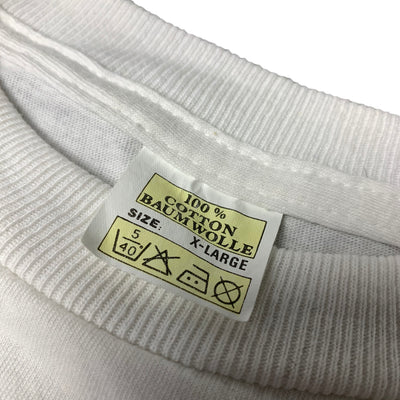 100%
COTTON
BAUMWOLLE
SIZE: X-LARGE
5
40°